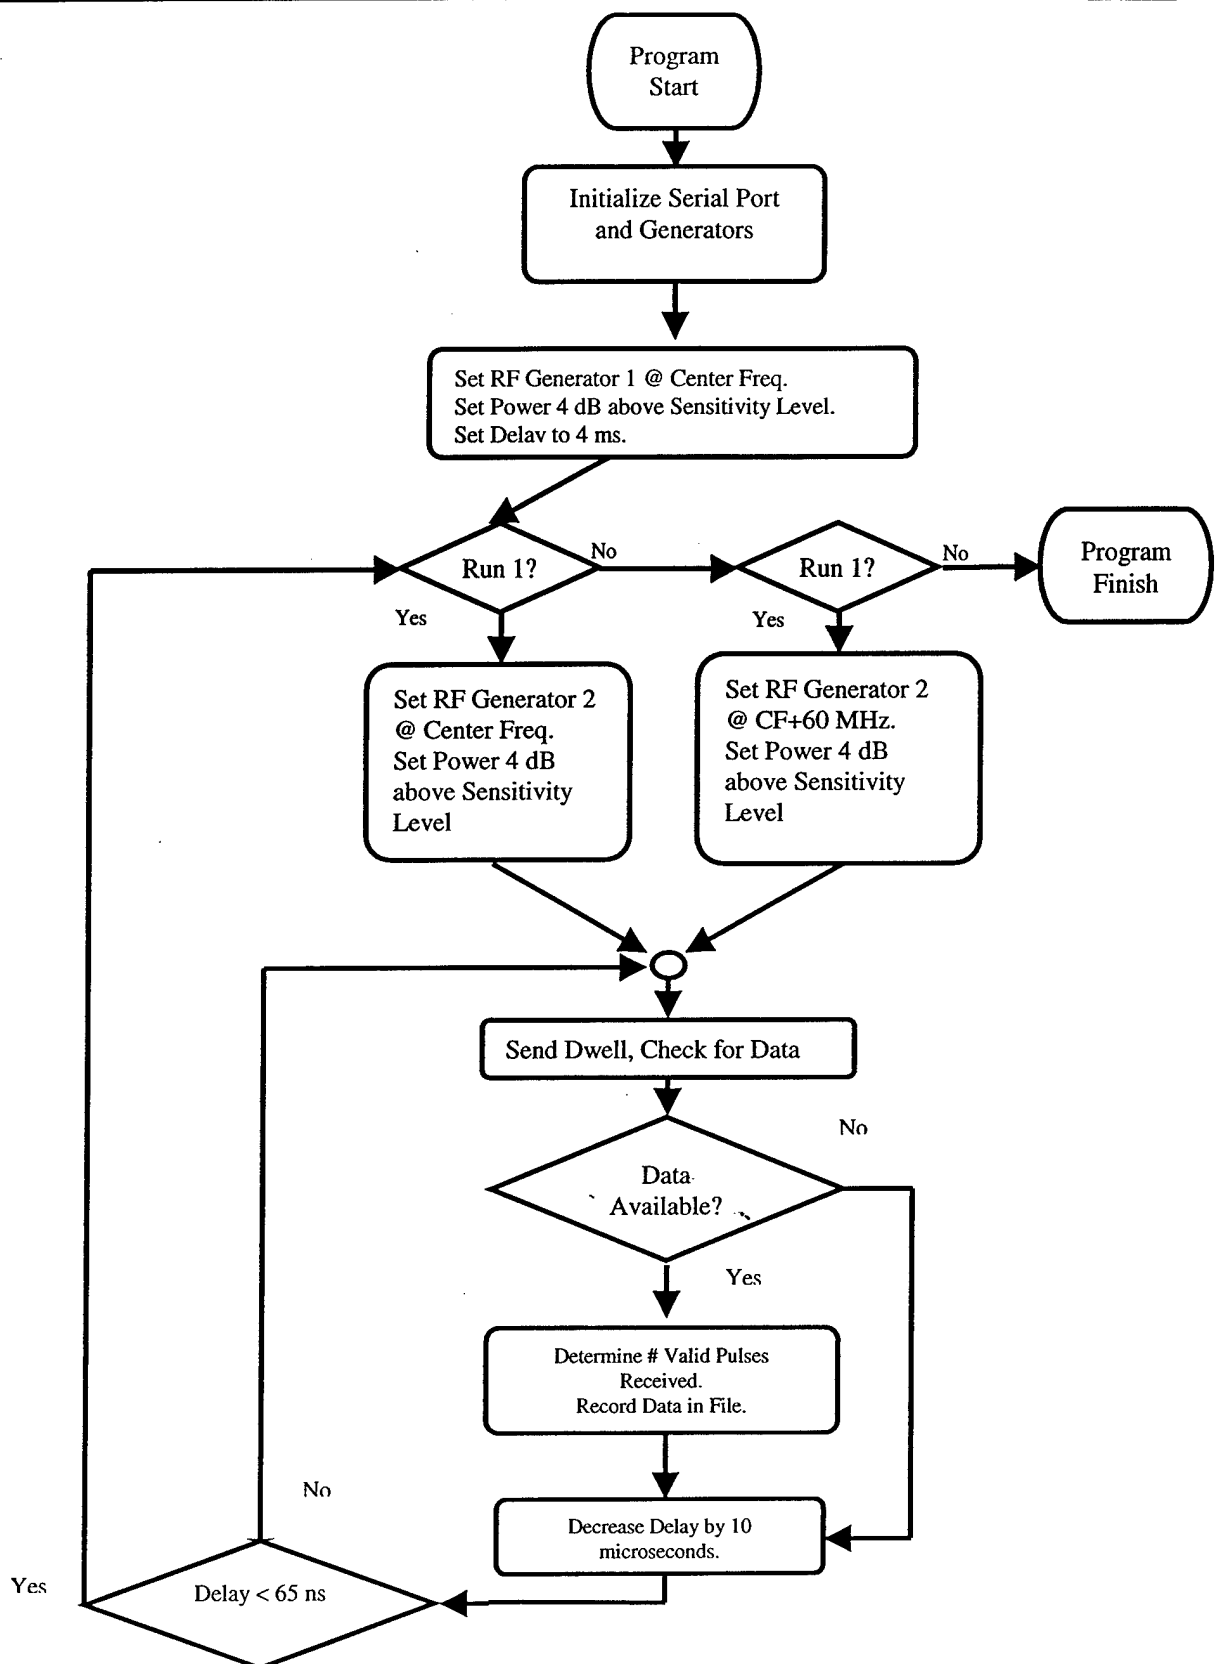 Program
Start
Initialize Serial Port
and Generators
Set RF Generator 1 @ Center Freq.
Set Power 4 dB above Sensitivity Level.
Set Delay to 4 ms.
Run 1?
No
Run 1?
No
Program
Finish
Yes
Yes
Set RF Generator 2
@ Center Freq.
Set Power 4 dB
above Sensitivity
Level
Set RF Generator 2
@ CF+60 MHz.
Set Power 4 dB
above Sensitivity
Level
Send Dwell, Check for Data
No
Data
Available?
Yes
Determine # Valid Pulses
Received.
Record Data in File.
No
Decrease Delay by 10
microseconds.
Yes
Delay < 65 ns